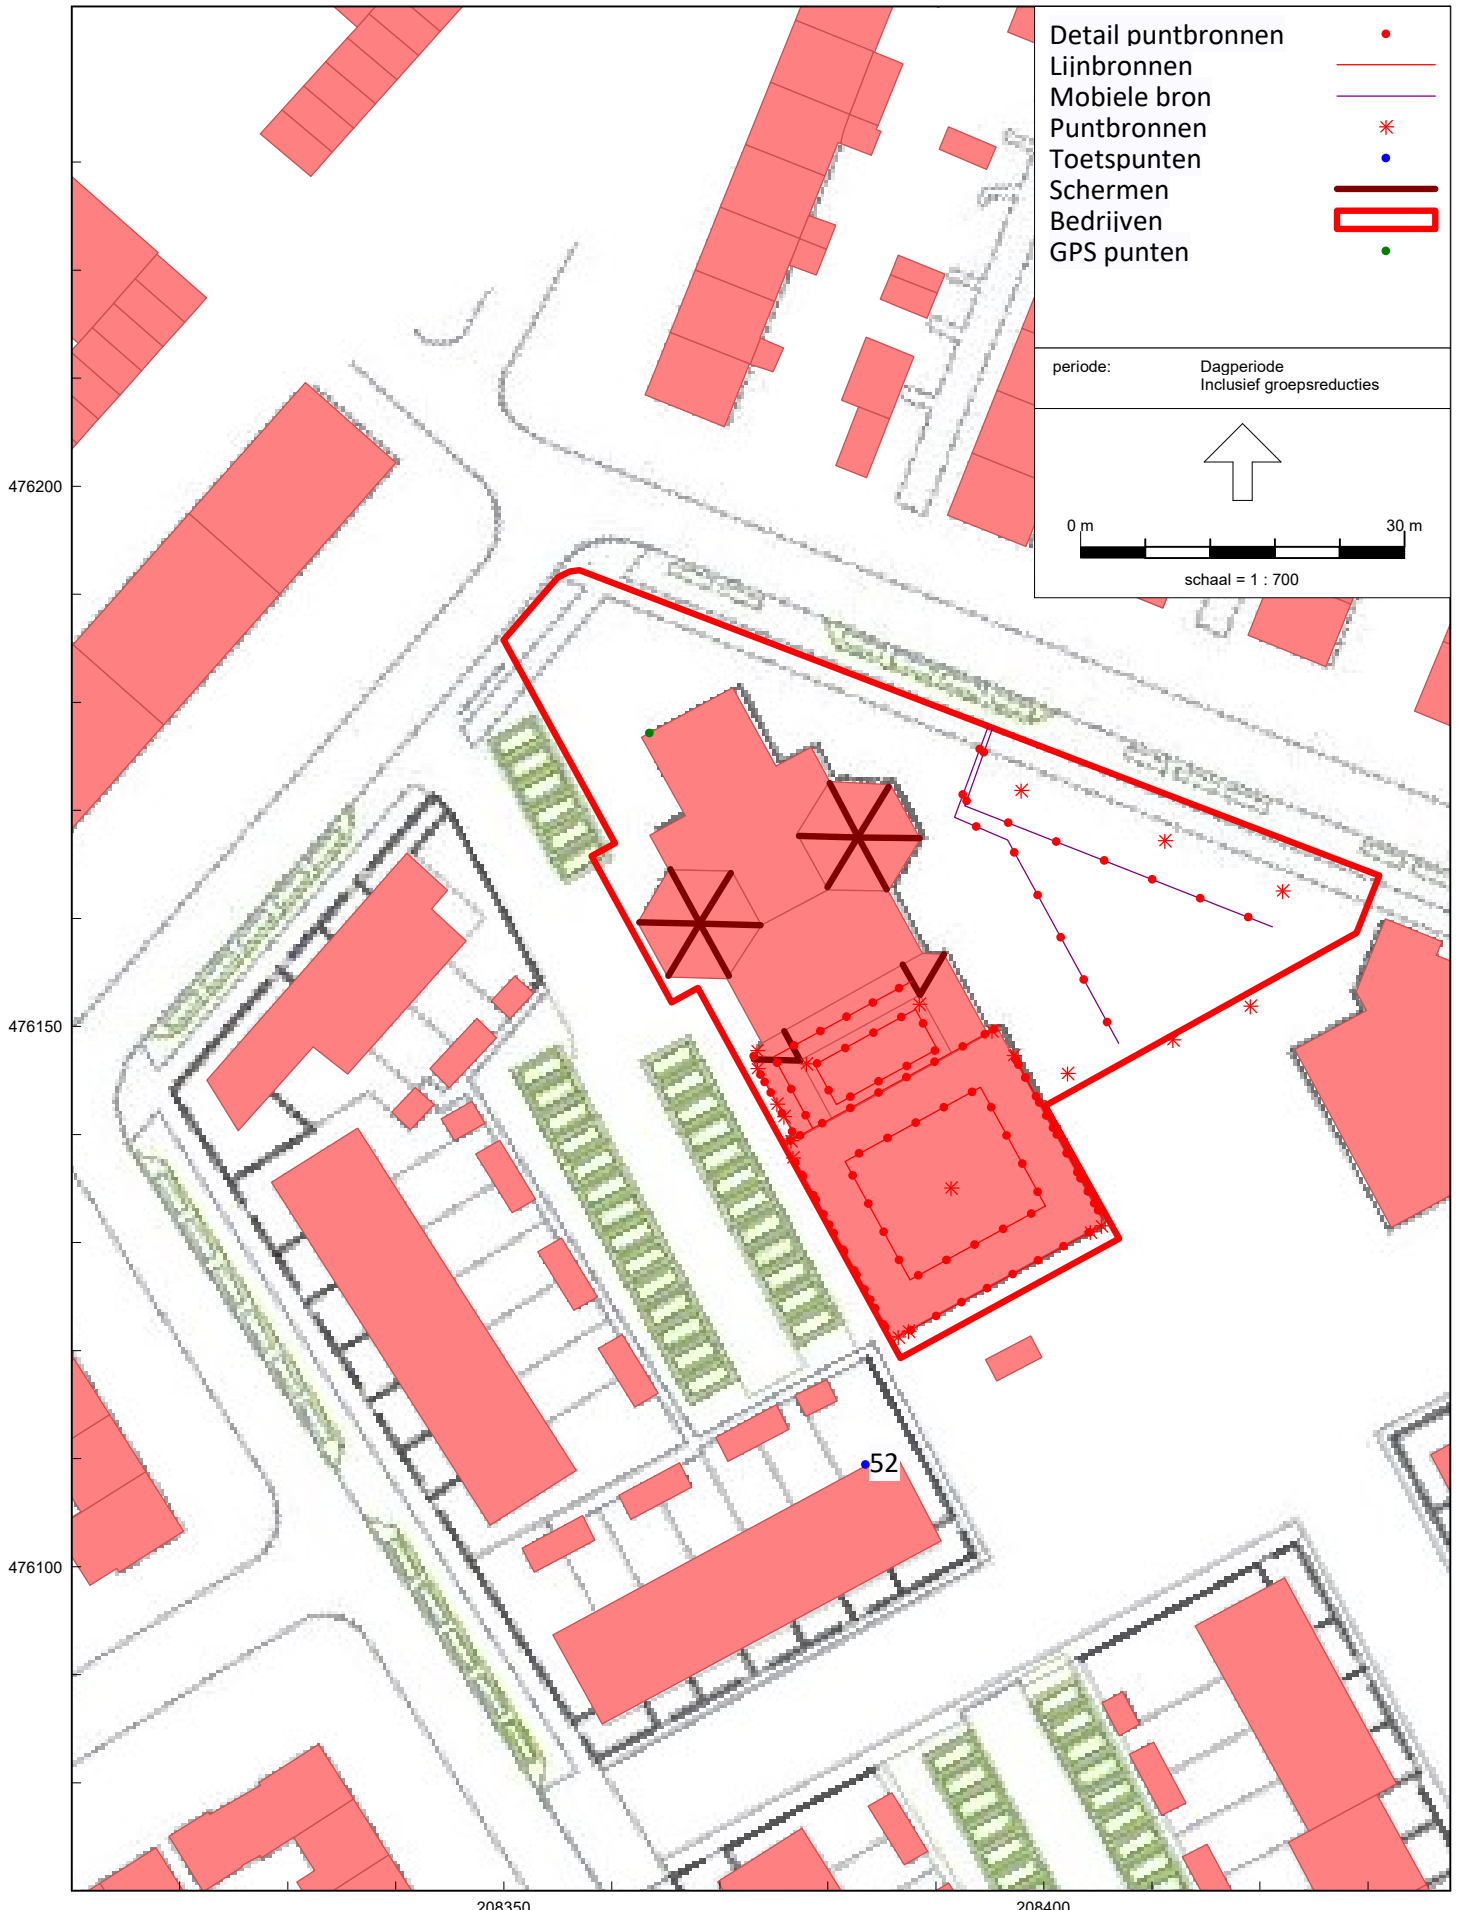 Detail puntbronnen
Lijnbronnen
Mobiele bron
Puntbronnen
Toetspunten
Schermen
Bedrijven
GPS punten
periode: Dagperiode
Inclusief groepsreducties
0 m 30 m
schaal = 1 : 700
476200
476150
476100
52
208350 208400